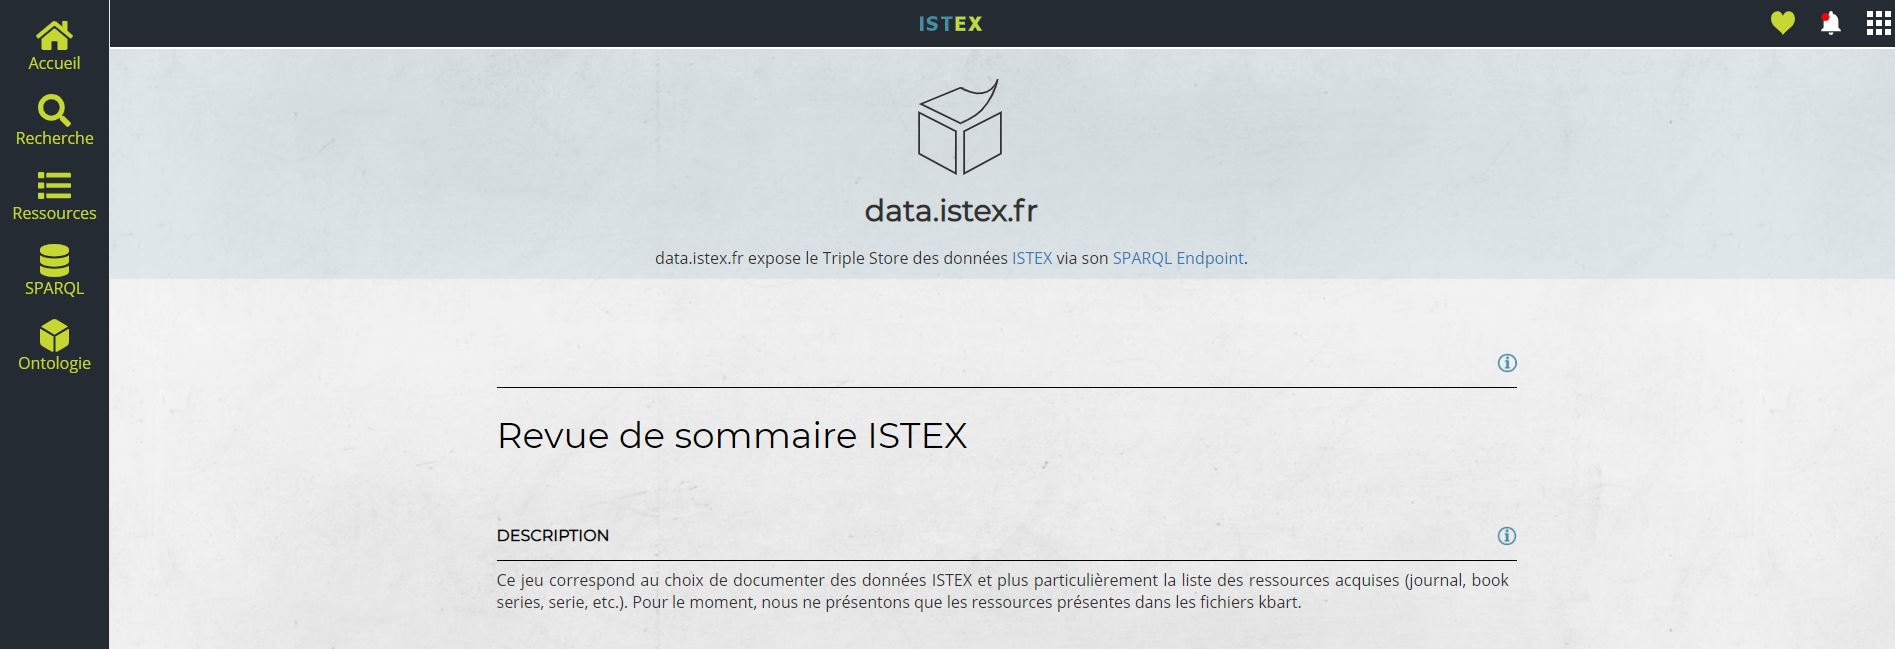 ISTEX
Accueil
Recherche
Ressources
SPARQL
Ontologie
data.istex.fr
data.istex.fr expose le Triple Store des données ISTEX via son SPARQL Endpoint.
Revue de sommaire ISTEX
DESCRIPTION
Ce jeu correspond au choix de documenter des données ISTEX et plus particulièrement la liste des ressources acquises (journal, book
series, serie, etc.). Pour le moment, nous ne présentons que les ressources présentes dans les fichiers kbart.